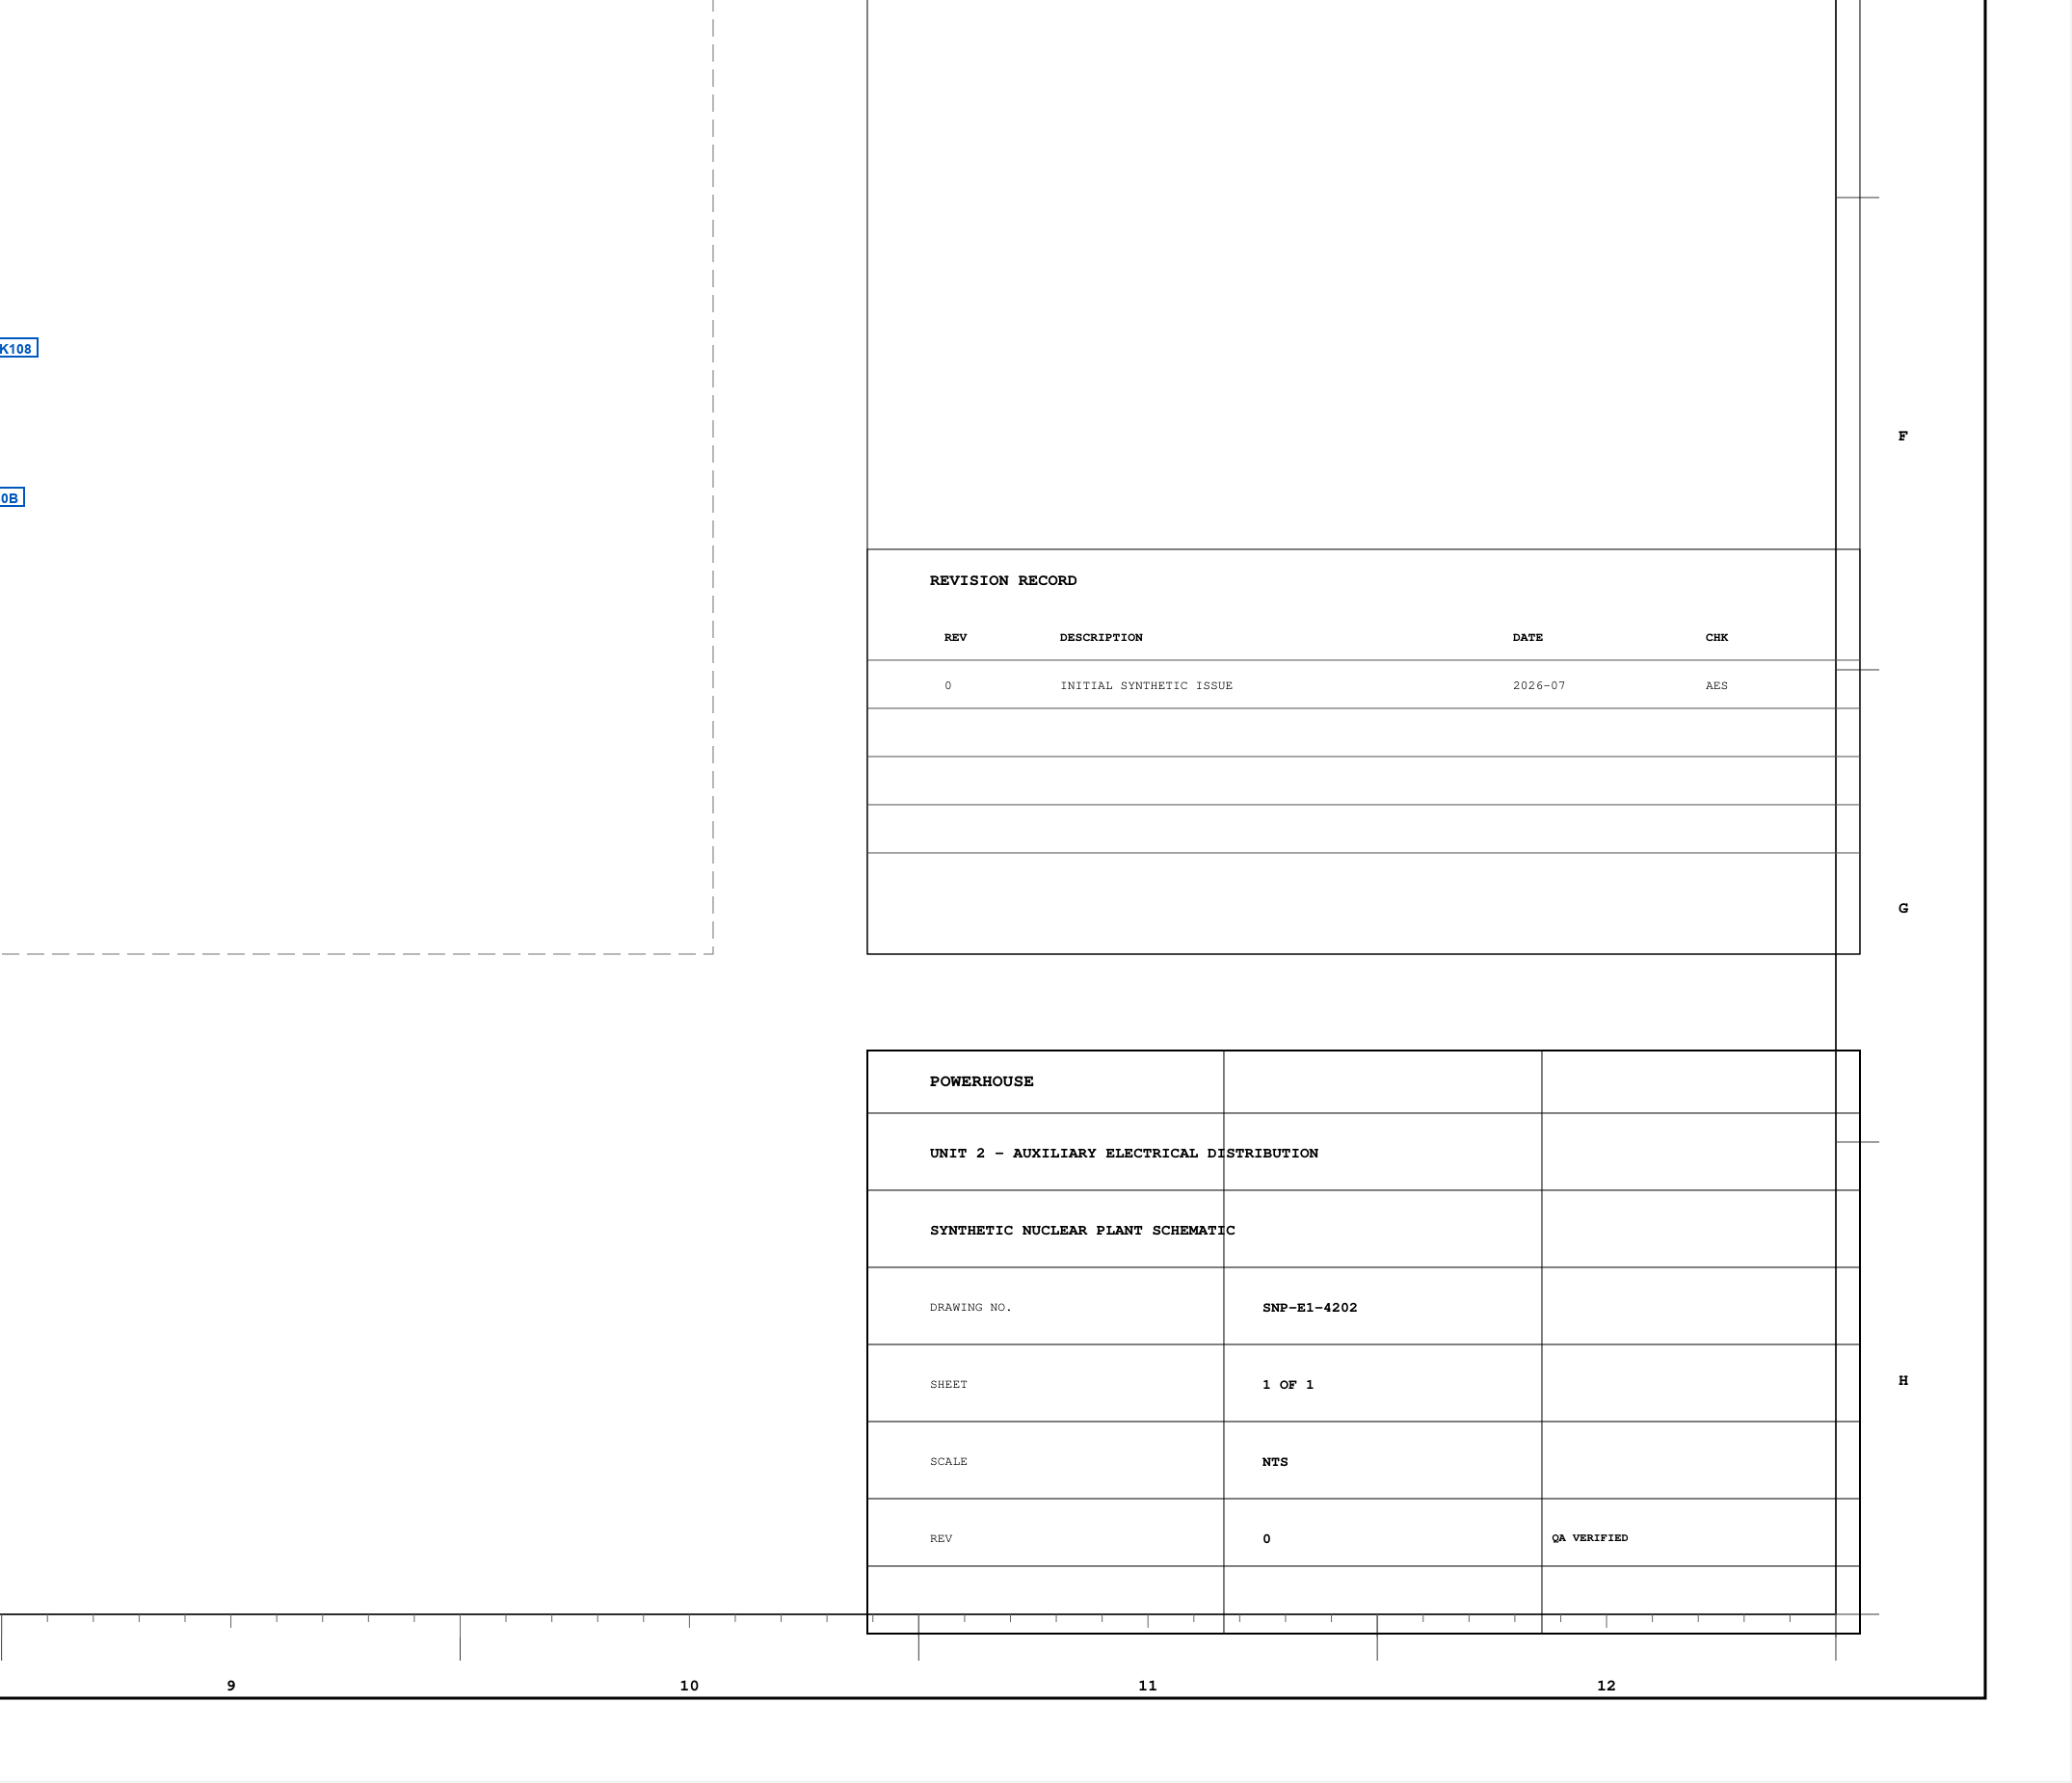 K108
F
0B
REVISION RECORD
REV DESCRIPTION DATE CHK
0 INITIAL SYNTHETIC ISSUE 2026-07 AES
G
POWERHOUSE
UNIT 2 - AUXILIARY ELECTRICAL DISTRIBUTION
SYNTHETIC NUCLEAR PLANT SCHEMATIC
DRAWING NO. SNP-E1-4202
SHEET 1 OF 1
H
SCALE NTS
REV 0 QA VERIFIED
9 10 11 12